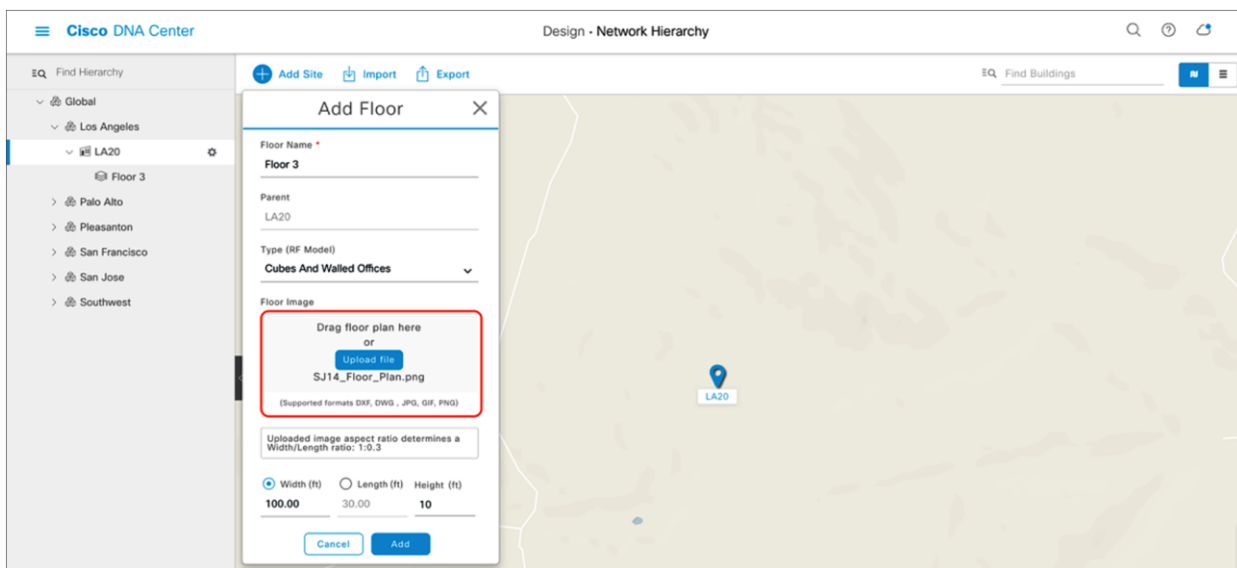 Cisco DNA Center
Design • Network Hierarchy
Find Hierarchy
Global
Los Angeles
LA20
Floor 3
Palo Alto
Pleasanton
San Francisco
San Jose
Southwest
Add Site
Import
Export
Find Buildings
Add Floor
Floor Name *
Floor 3
Parent
LA20
Type (RF Model)
Cubes And Walled Offices
Floor Image
Drag floor plan here
or
Upload file
SJ14_Floor_Plan.png
(Supported formats DXF, DWG , JPG, GIF, PNG)
Uploaded image aspect ratio determines a
Width/Length ratio: 1:0.3
Width (ft) Length (ft) Height (ft)
100.00 30.00 10
Cancel Add
LA20